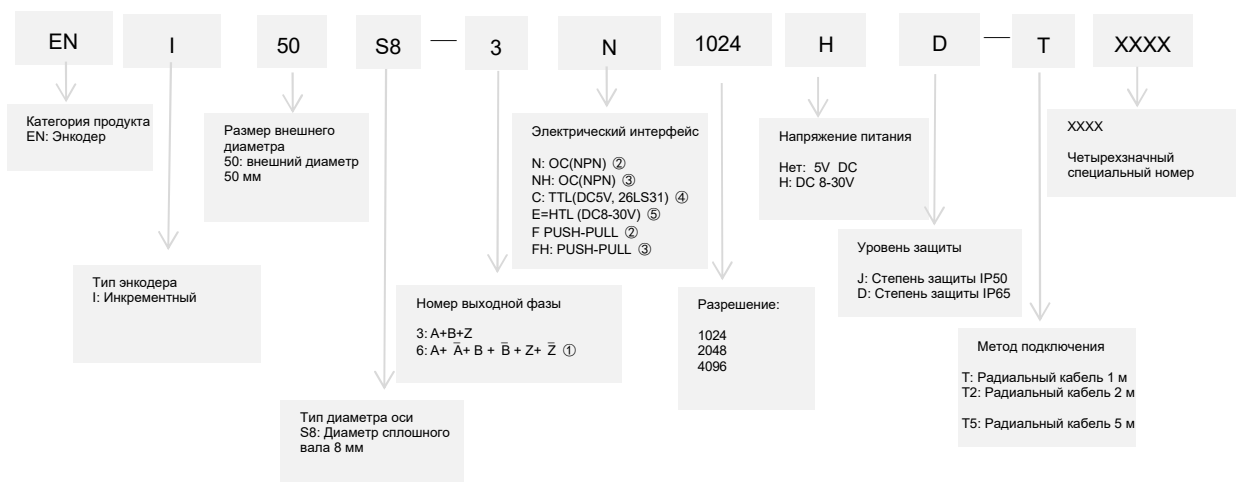 EN I 50 S8 — 3 N 1024 H D — T XXXX
Категория продукта
EN: Энкодер
Размер внешнего
диаметра
50: внешний диаметр
50 мм
Электрический интерфейс
N: OC(NPN) ②
NH: OC(NPN) ③
C: TTL(DC5V, 26LS31) ④
E=HTL (DC8-30V) ⑤
F PUSH-PULL ②
FH: PUSH-PULL ③
Напряжение питания
Нет: 5V DC
H: DC 8-30V
XXXX
Четырехзначный
специальный номер
Тип энкодера
I: Инкрементный
Уровень защиты
J: Степень защиты IP50
D: Степень защиты IP65
Номер выходной фазы
3: A+B+Z
6: A+ A̅+ B + B̅ + Z+ Z̅ ①
Разрешение:
1024
2048
4096
Метод подключения
T: Радиальный кабель 1 м
T2: Радиальный кабель 2 м
T5: Радиальный кабель 5 м
Тип диаметра оси
S8: Диаметр сплошного
вала 8 мм